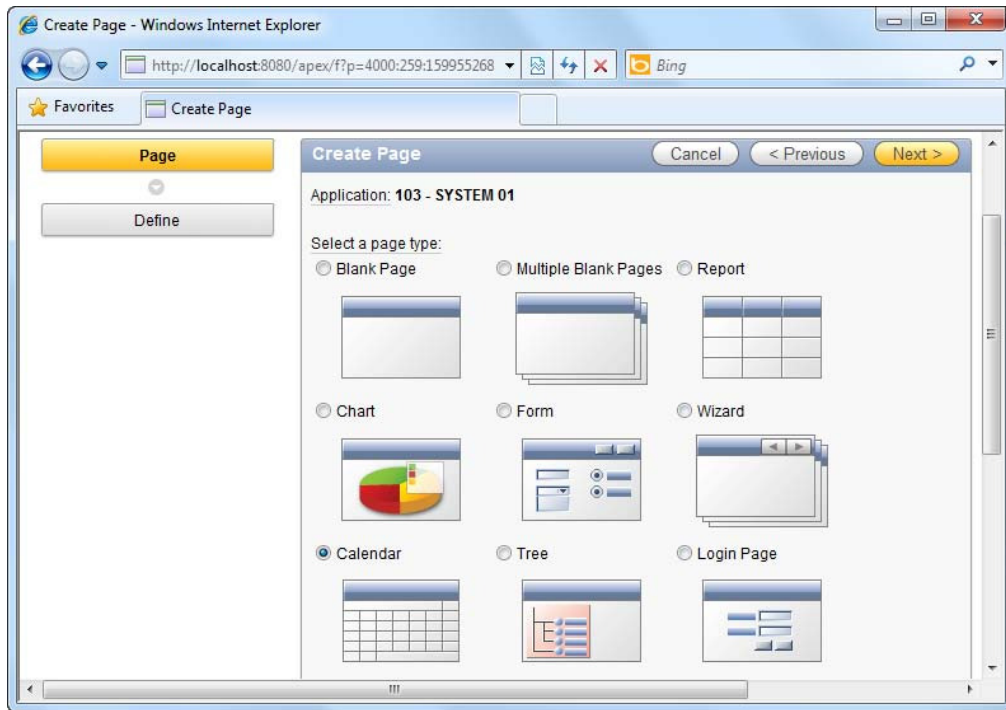 Create Page - Windows Internet Explorer
http://localhost:8080/apex/f?p=4000:259:159955268
Bing
Favorites
Create Page
Page
Define
Create Page
Cancel
< Previous
Next >
Application: 103 - SYSTEM 01
Select a page type:
Blank Page Multiple Blank Pages Report
Chart Form Wizard
Calendar Tree Login Page